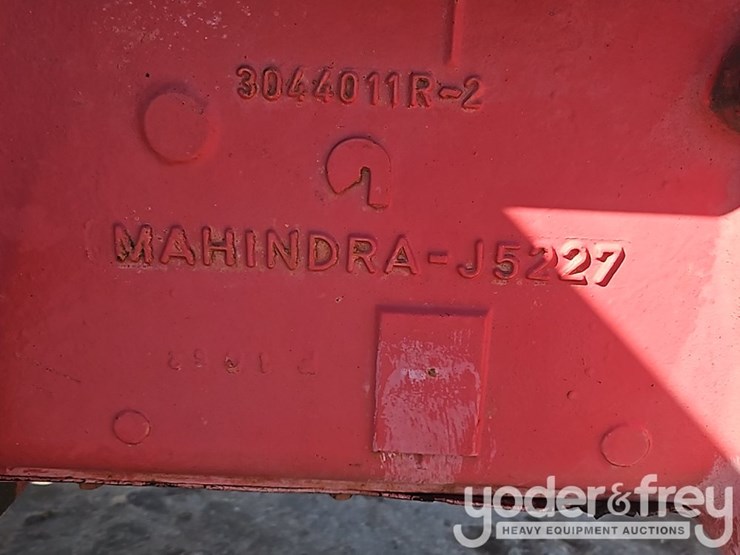 3044011R-2
MAHINDRA-J5227
yoder&frey
HEAVY EQUIPMENT AUCTIONS